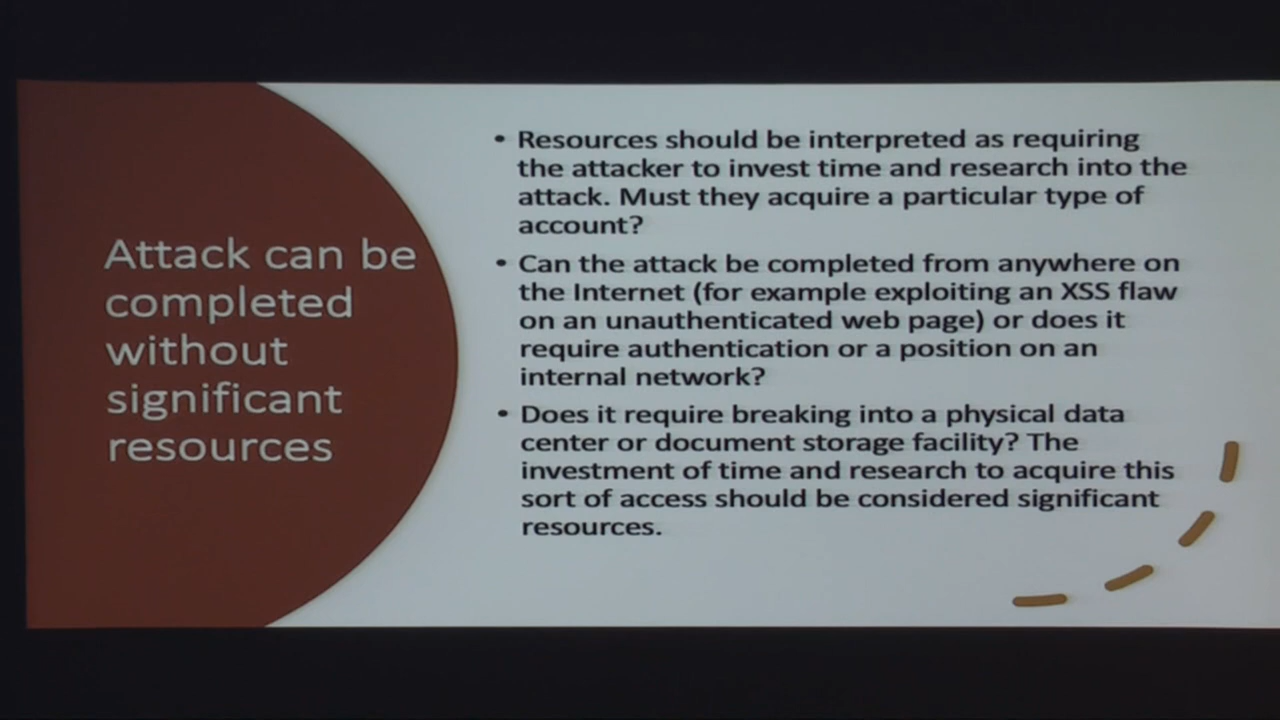 Attack can be
completed
without
significant
resources
• Resources should be interpreted as requiring
the attacker to invest time and research into the
attack. Must they acquire a particular type of
account?
• Can the attack be completed from anywhere on
the Internet (for example exploiting an XSS flaw
on an unauthenticated web page) or does it
require authentication or a position on an
internal network?
• Does it require breaking into a physical data
center or document storage facility? The
investment of time and research to acquire this
sort of access should be considered significant
resources.